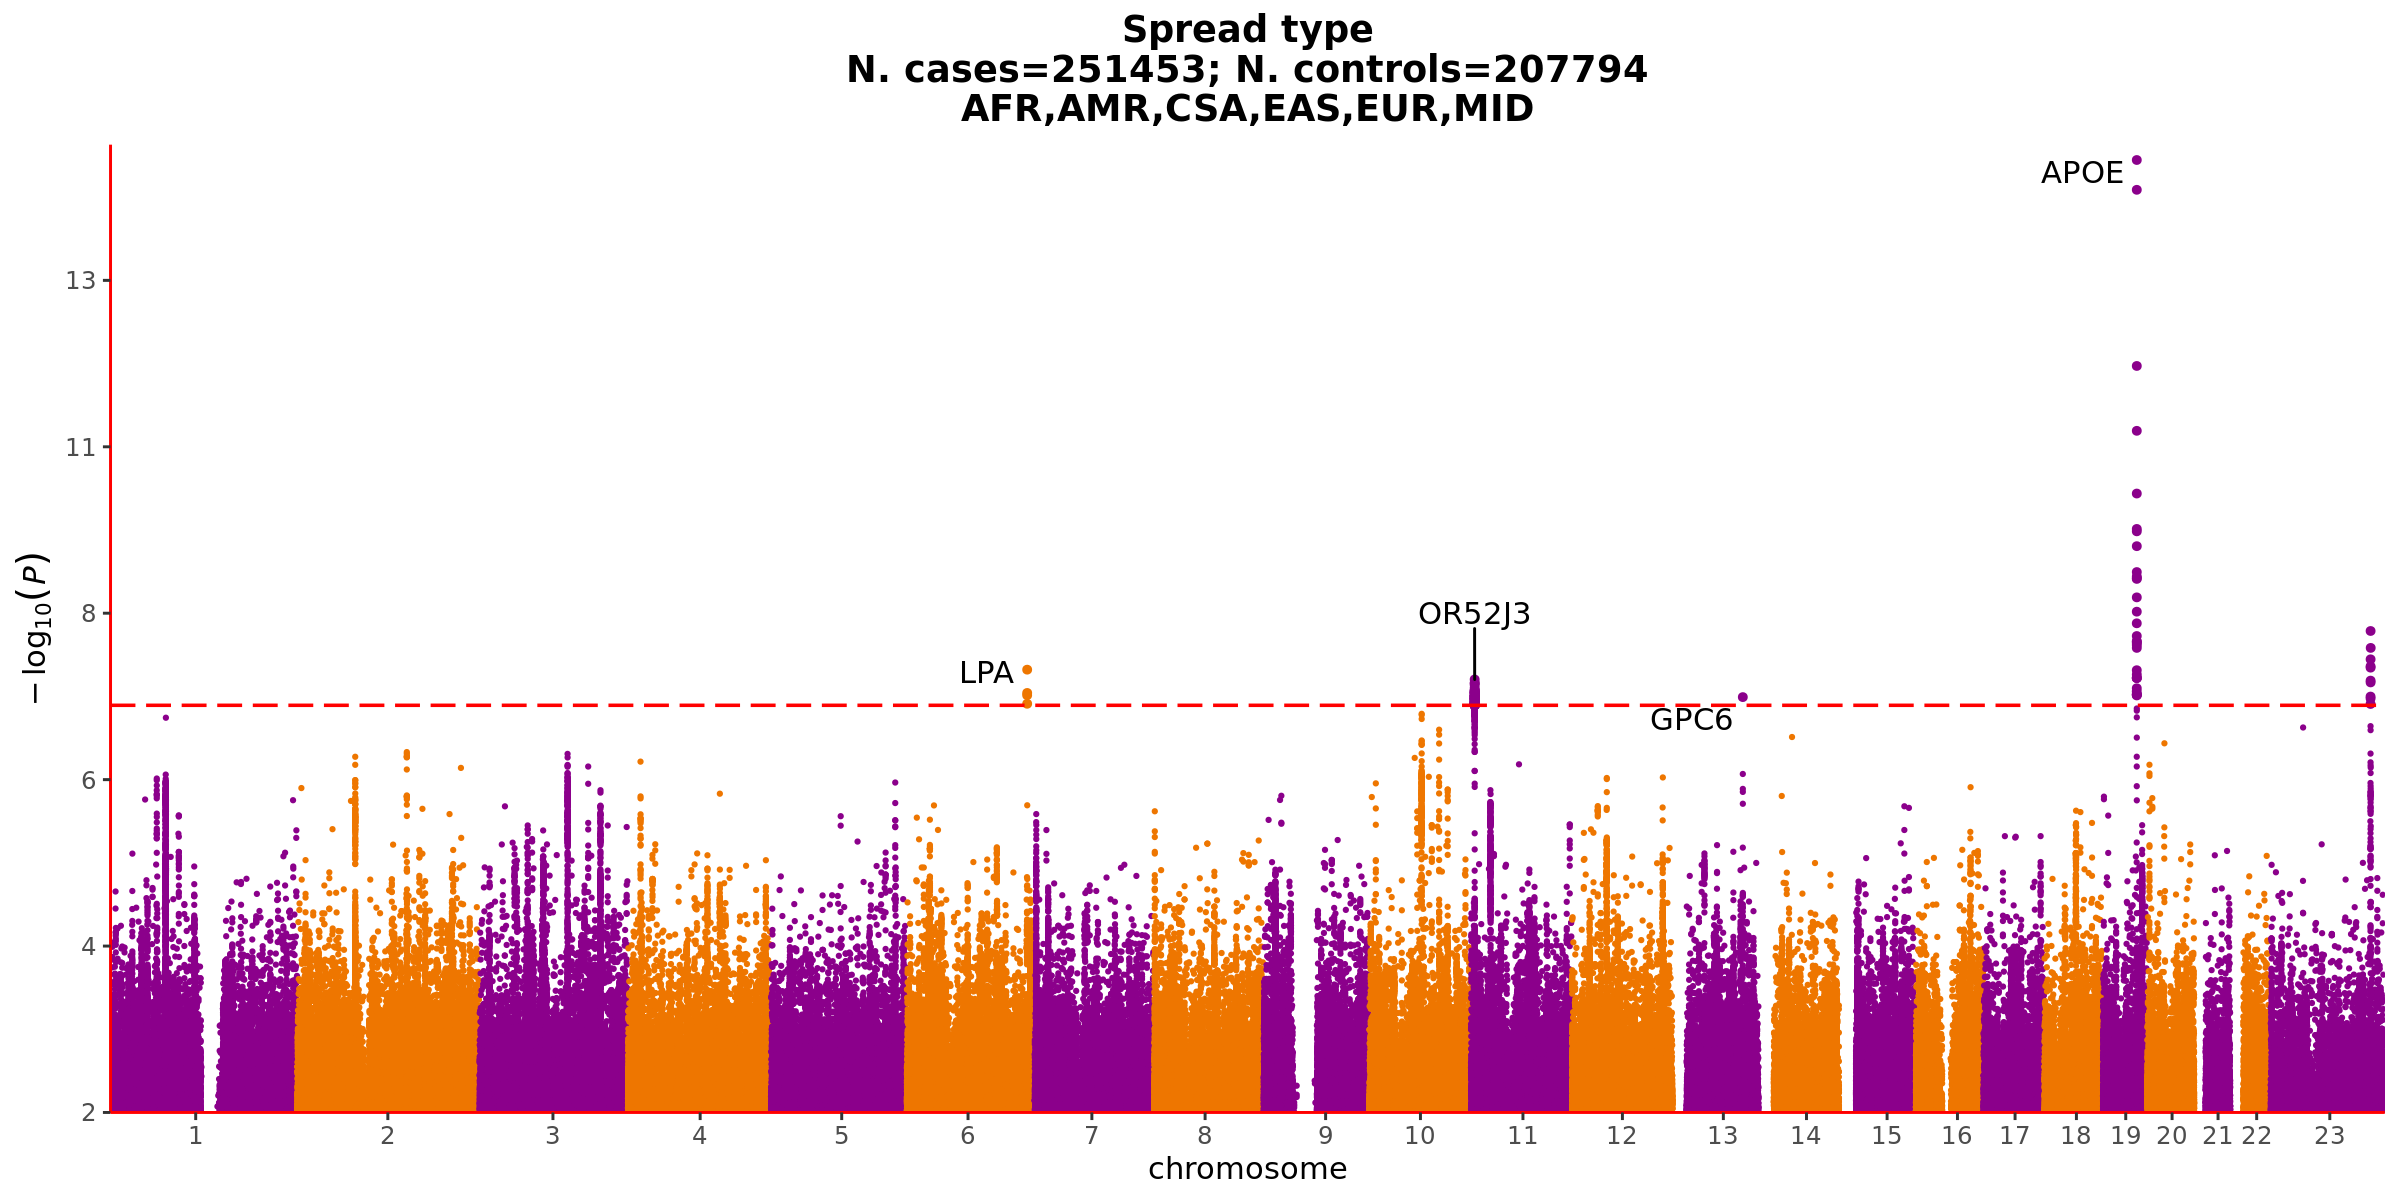 Spread type
N. cases=251453; N. controls=207794
AFR,AMR,CSA,EAS,EUR,MID
APOE
13
11
8
OR52J3
LPA
GPC6
6
4
2
−log₁₀(P)
1 2 3 4 5 6 7 8 9 10 11 12 13 14 15 16 17 18 19 20 21 22 23
chromosome